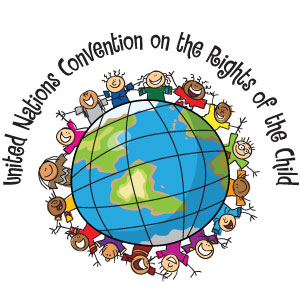 United Nations Convention on the Rights of the Child